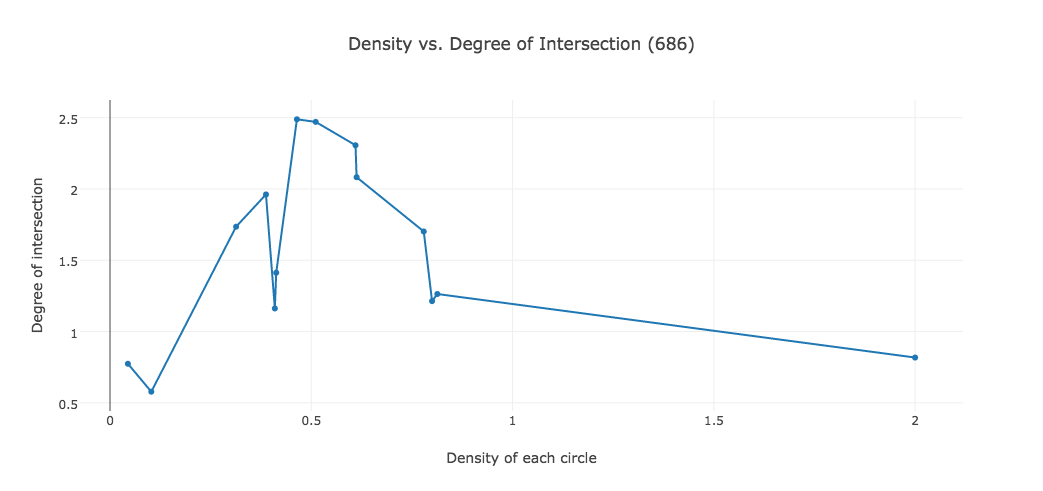 Density vs. Degree of Intersection (686)
Degree of intersection
2.5
2
1.5
1
0.5
0 0.5 1 1.5 2
Density of each circle